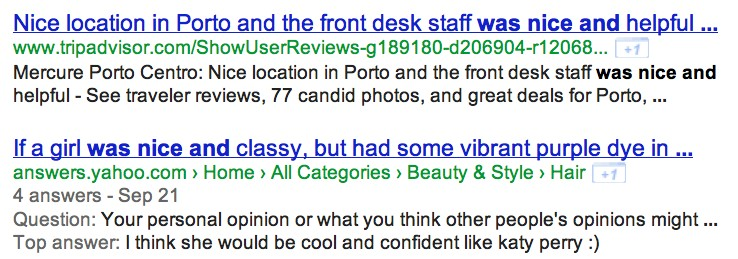 Nice location in Porto and the front desk staff was nice and helpful ...
www.tripadvisor.com/ShowUserReviews-g189180-d206904-r12068... +1
Mercure Porto Centro: Nice location in Porto and the front desk staff was nice and
helpful - See traveler reviews, 77 candid photos, and great deals for Porto, ...
If a girl was nice and classy, but had some vibrant purple dye in ...
answers.yahoo.com › Home › All Categories › Beauty & Style › Hair +1
4 answers - Sep 21
Question: Your personal opinion or what you think other people's opinions might ...
Top answer: I think she would be cool and confident like katy perry :)